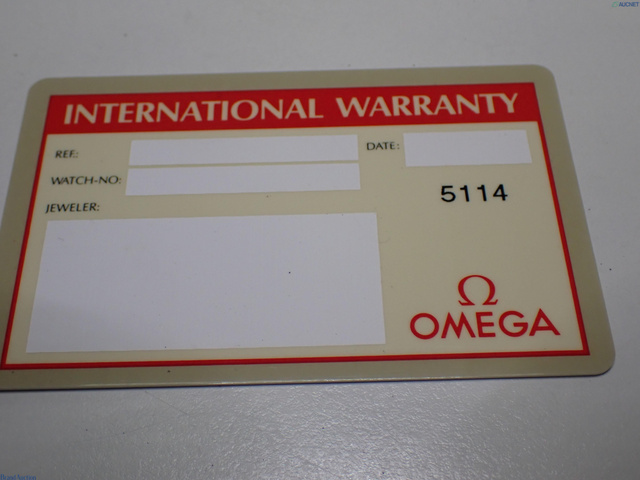 INTERNATIONAL WARRANTY
REF.:
DATE:
WATCH-NO:
5114
JEWELER:
Ω
OMEGA